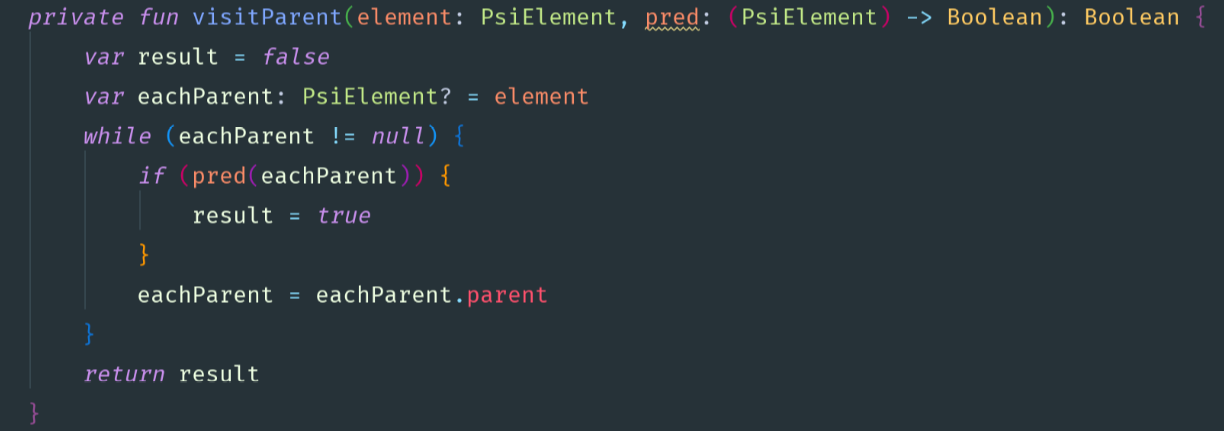 private fun visitParent(element: PsiElement, pred: (PsiElement) -> Boolean): Boolean {
    var result = false
    var eachParent: PsiElement? = element
    while (eachParent != null) {
        if (pred(eachParent)) {
            result = true
        }
        eachParent = eachParent.parent
    }
    return result
}